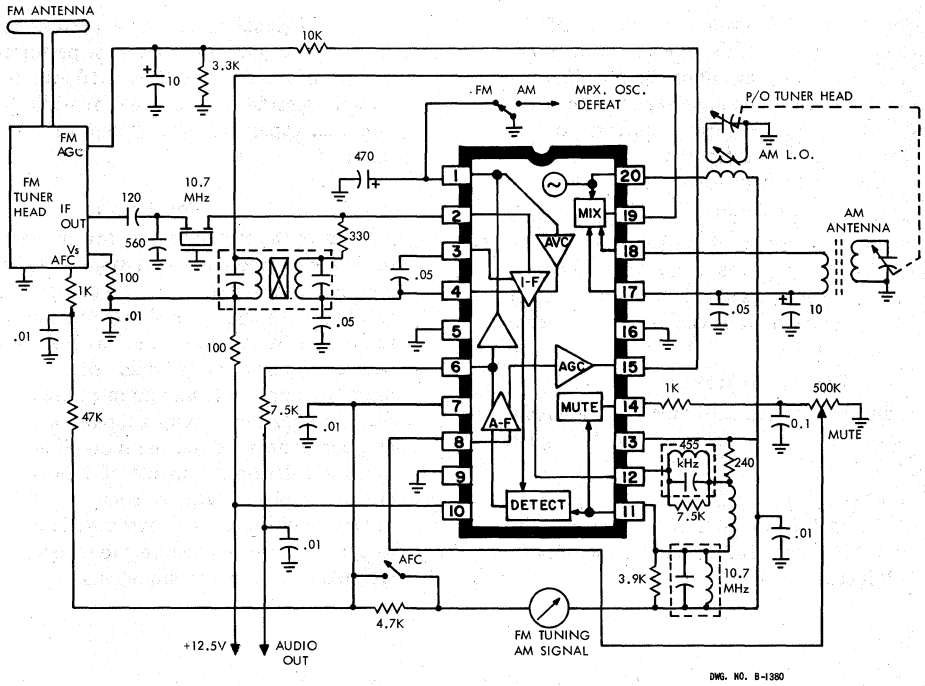 FM ANTENNA
10K
3.3K
10
FM
AGC
FM
TUNER
HEAD
IF
OUT
Vs
AFC
120
560
10.7
MHz
330
470
FM
AM
MPX. OSC.
DEFEAT
P/O TUNER HEAD
AM L.O.
AM
ANTENNA
1
2
3
4
5
6
7
8
9
10
20
19
18
17
16
15
14
13
12
11
MIX
AVC
I-F
AGC
MUTE
A-F
DETECT
100
1K
.01
.01
.05
.05
100
.05
10
47K
7.5K
.01
.01
1K
500K
0.1
MUTE
455
kHz
240
7.5K
3.9K
10.7
MHz
.01
AFC
4.7K
FM TUNING
AM SIGNAL
+12.5V
AUDIO
OUT
DWG. NO. B-1380